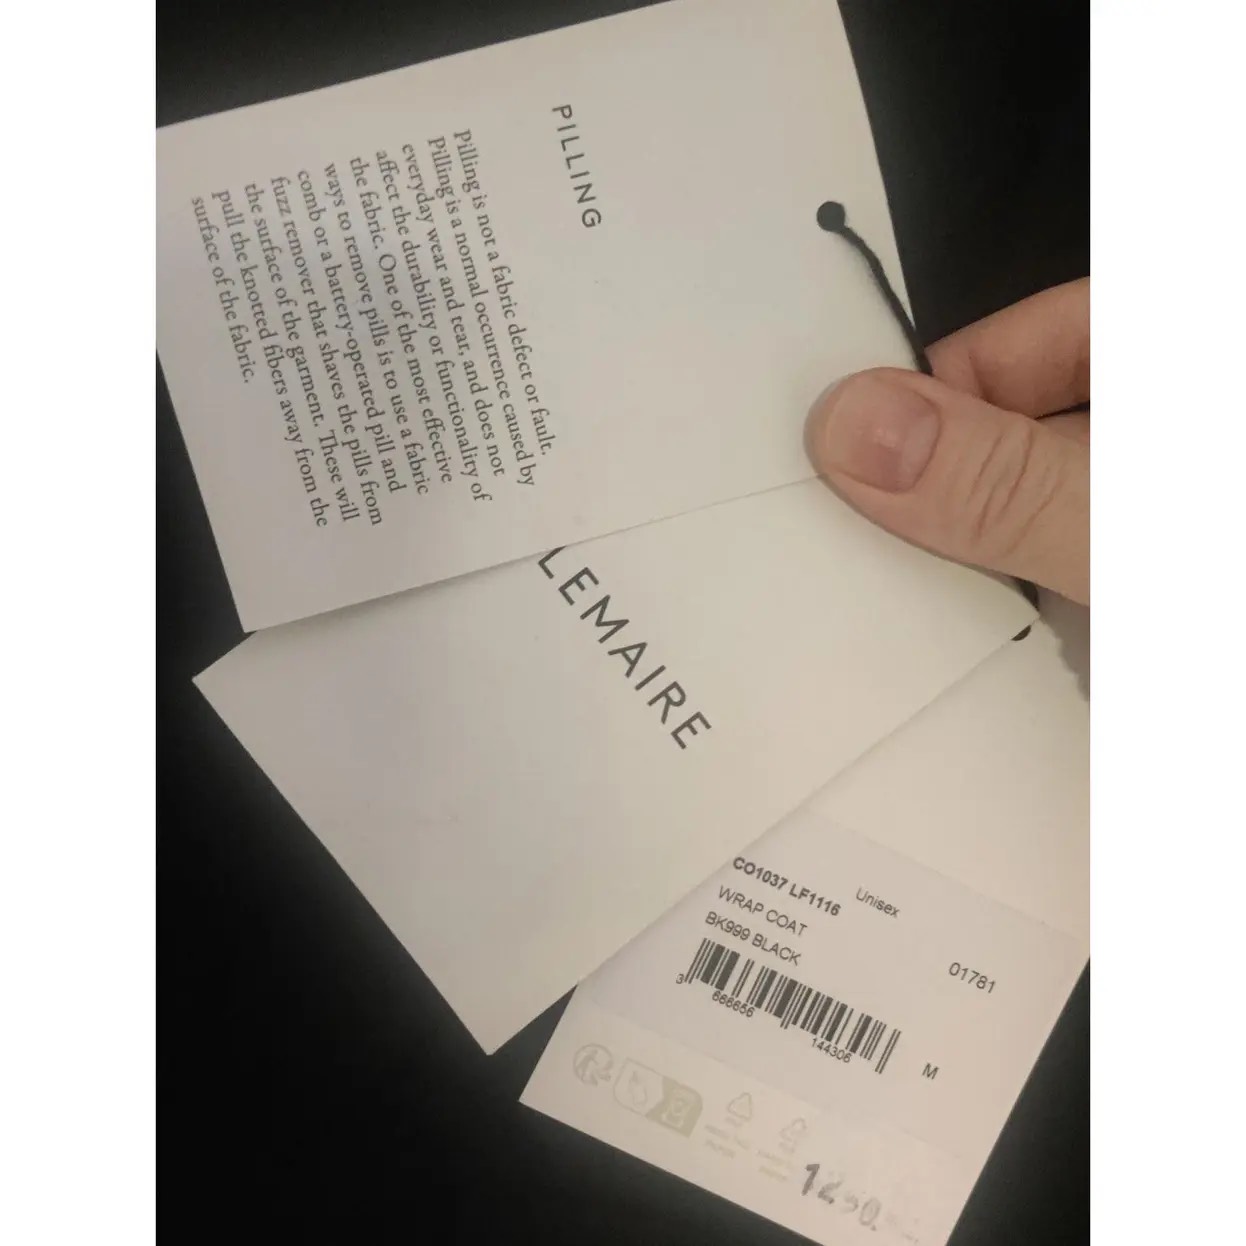 PILLING
Pilling is not a fabric defect or fault.
Pilling is a normal occurrence caused by
everyday wear and tear, and does not
affect the durability or functionality of
the fabric. One of the most effective
ways to remove pills is to use a fabric
comb or a battery-operated pill and
fuzz remover that shaves the pills from
the surface of the garment. These will
pull the knotted fibers away from the
surface of the fabric.
LEMAIRE
CO1037 LF1116 Unisex
WRAP COAT
BK999 BLACK
01781
3 666656 144306
M